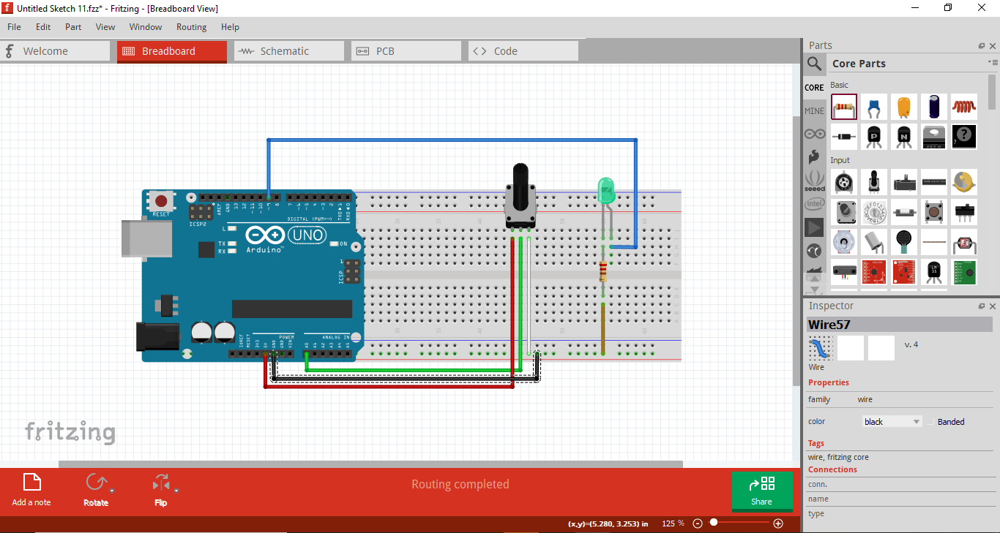 Untitled Sketch 11.fzz* - Fritzing - [Breadboard View]
File Edit Part View Window Routing Help
Welcome
Breadboard
Schematic
PCB
Code
Parts
Core Parts
CORE
Basic
MINE
P
N
?
Input
seeed
intel
RESET
ICSP2
AREF
GND
13
12
11
10
9
8
7
6
5
4
3
2
TX0 1
RX0 0
DIGITAL (PWM=~)
L
TX
RX
UNO
ON
Arduino
1
ICSP
POWER
ANALOG IN
IOREF
RESET
3V3
5V
GND
GND
VIN
A0
A1
A2
A3
A4
A5
30
35
40
50
60
fritzing
LM
35
Inspector
Wire57
v. 4
Wire
Properties
family wire
color black Banded
Tags
wire, fritzing core
Connections
conn.
name
type
Add a note
Rotate
Flip
Routing completed
Share
(x,y)=(5.280, 3.253) in 125 %